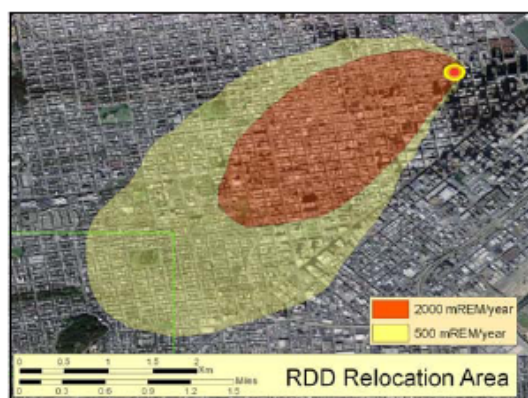 2000 mREM/year
500 mREM/year
0 0.5 1 1.5 2
Km
Miles
0 0.3 0.6 0.9 1.2 1.5
RDD Relocation Area